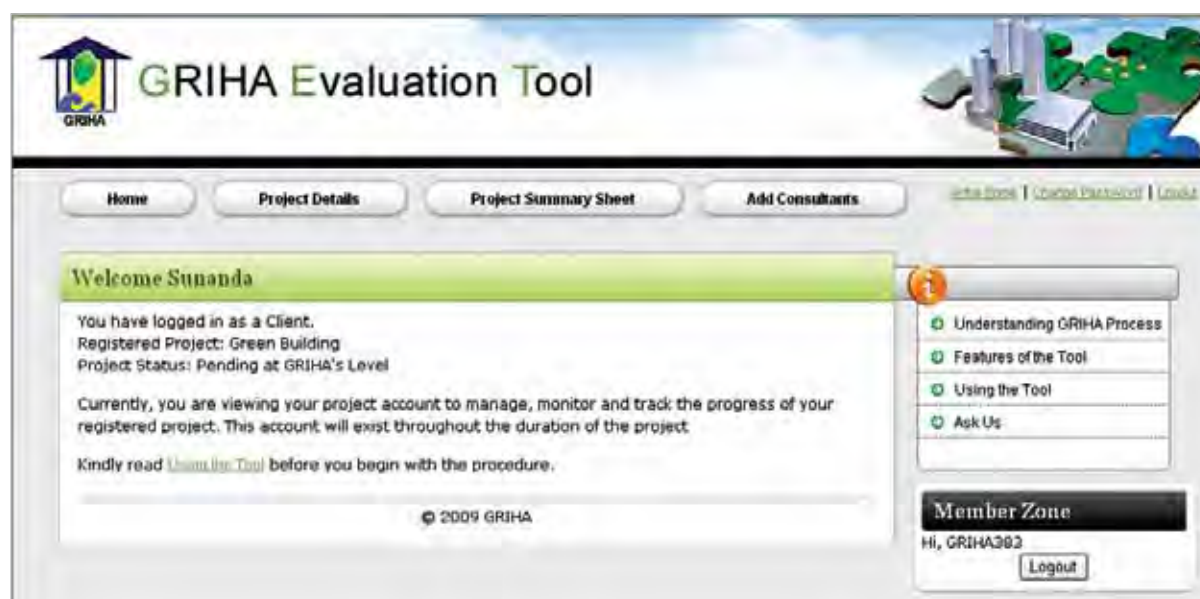 GRIHA
GRIHA Evaluation Tool
Home
Project Details
Project Summary Sheet
Add Consultants
Change Password | Logout
Welcome Sunanda
You have logged in as a Client.
Registered Project: Green Building
Project Status: Pending at GRIHA's Level
Currently, you are viewing your project account to manage, monitor and track the progress of your
registered project. This account will exist throughout the duration of the project
Kindly read Using the Tool before you begin with the procedure.
© 2009 GRIHA
i
Understanding GRIHA Process
Features of the Tool
Using the Tool
Ask Us
Member Zone
Hi, GRIHA383
Logout